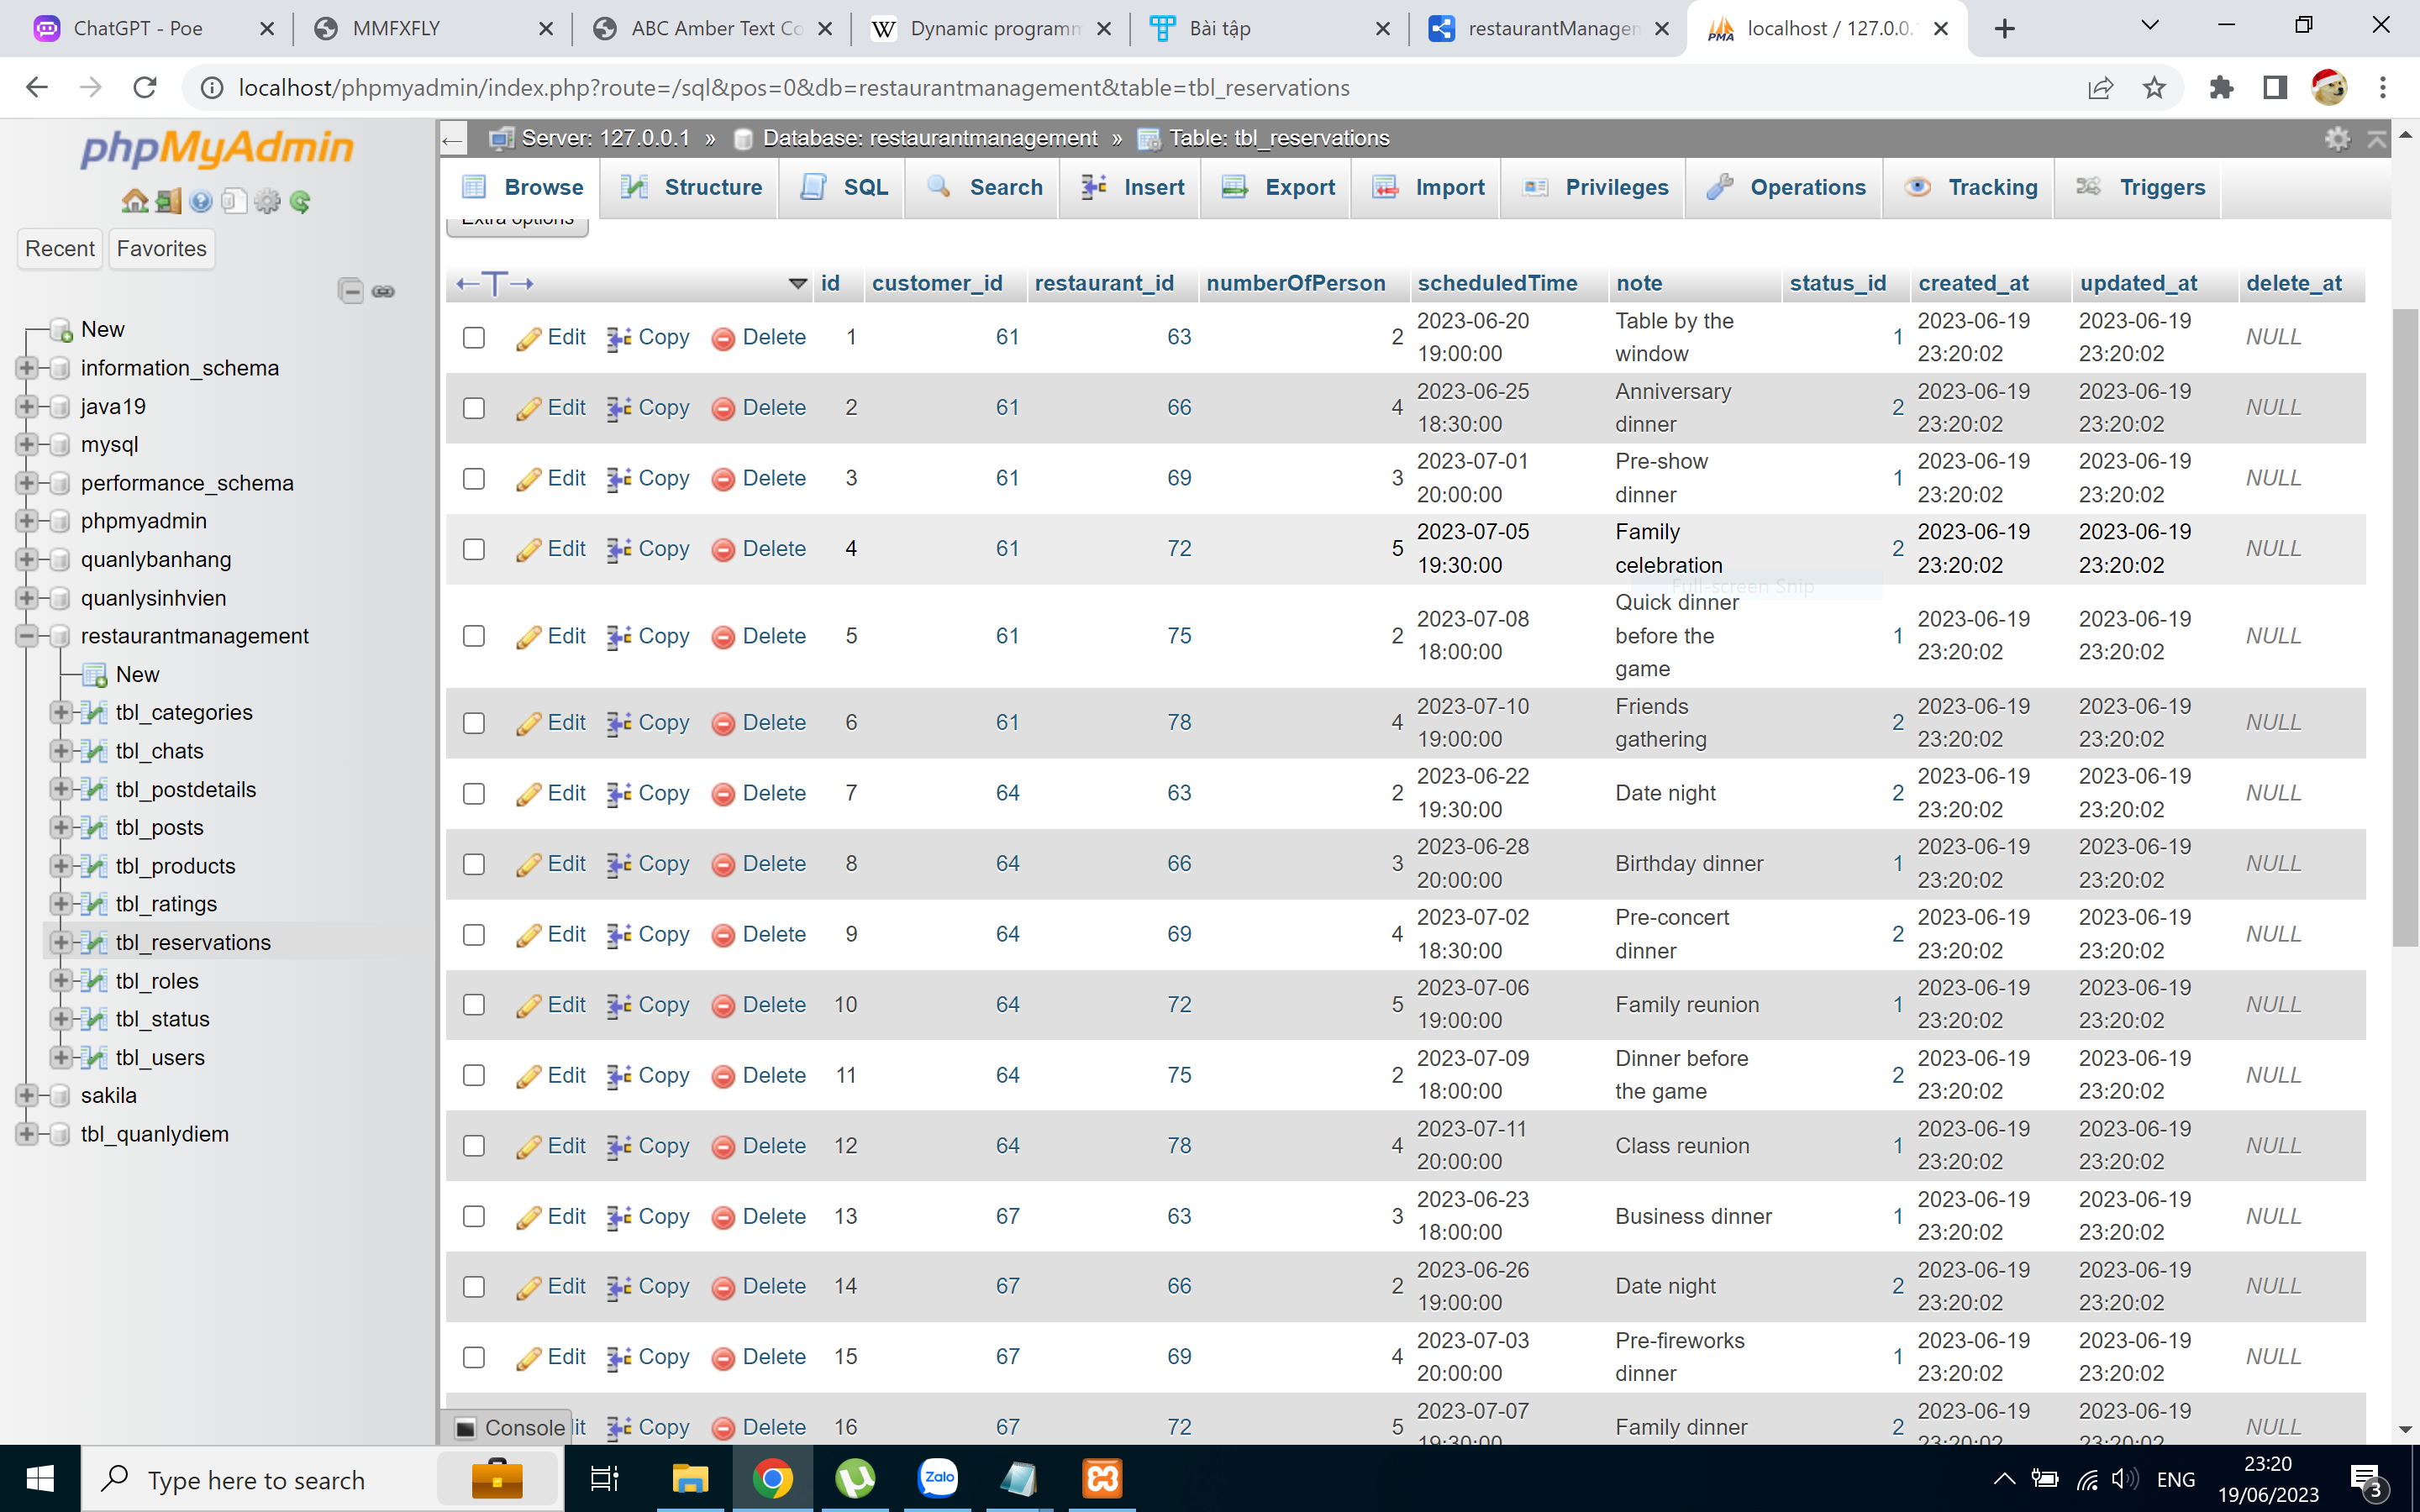 ChatGPT - Poe
MMFXFLY
ABC Amber Text Co
Dynamic programm
Bài tập
restaurantManagem
localhost / 127.0.0.1
localhost/phpmyadmin/index.php?route=/sql&pos=0&db=restaurantmanagement&table=tbl_reservations
phpMyAdmin
Recent Favorites
New
information_schema
java19
mysql
performance_schema
phpmyadmin
quanlybanhang
quanlysinhvien
restaurantmanagement
New
tbl_categories
tbl_chats
tbl_postdetails
tbl_posts
tbl_products
tbl_ratings
tbl_reservations
tbl_roles
tbl_status
tbl_users
sakila
tbl_quanlydiem
Server: 127.0.0.1 » Database: restaurantmanagement » Table: tbl_reservations
Browse Structure SQL Search Insert Export Import Privileges Operations Tracking Triggers
Extra options
id customer_id restaurant_id numberOfPerson scheduledTime note status_id created_at updated_at delete_at
Edit Copy Delete 1 61 63 2 2023-06-20 19:00:00 Table by the window 1 2023-06-19 23:20:02 2023-06-19 23:20:02 NULL
Edit Copy Delete 2 61 66 4 2023-06-25 18:30:00 Anniversary dinner 2 2023-06-19 23:20:02 2023-06-19 23:20:02 NULL
Edit Copy Delete 3 61 69 3 2023-07-01 20:00:00 Pre-show dinner 1 2023-06-19 23:20:02 2023-06-19 23:20:02 NULL
Edit Copy Delete 4 61 72 5 2023-07-05 19:30:00 Family celebration 2 2023-06-19 23:20:02 2023-06-19 23:20:02 NULL
Full-screen Snip
Edit Copy Delete 5 61 75 2 2023-07-08 18:00:00 Quick dinner before the game 1 2023-06-19 23:20:02 2023-06-19 23:20:02 NULL
Edit Copy Delete 6 61 78 4 2023-07-10 19:00:00 Friends gathering 2 2023-06-19 23:20:02 2023-06-19 23:20:02 NULL
Edit Copy Delete 7 64 63 2 2023-06-22 19:30:00 Date night 2 2023-06-19 23:20:02 2023-06-19 23:20:02 NULL
Edit Copy Delete 8 64 66 3 2023-06-28 20:00:00 Birthday dinner 1 2023-06-19 23:20:02 2023-06-19 23:20:02 NULL
Edit Copy Delete 9 64 69 4 2023-07-02 18:30:00 Pre-concert dinner 2 2023-06-19 23:20:02 2023-06-19 23:20:02 NULL
Edit Copy Delete 10 64 72 5 2023-07-06 19:00:00 Family reunion 1 2023-06-19 23:20:02 2023-06-19 23:20:02 NULL
Edit Copy Delete 11 64 75 2 2023-07-09 18:00:00 Dinner before the game 2 2023-06-19 23:20:02 2023-06-19 23:20:02 NULL
Edit Copy Delete 12 64 78 4 2023-07-11 20:00:00 Class reunion 1 2023-06-19 23:20:02 2023-06-19 23:20:02 NULL
Edit Copy Delete 13 67 63 3 2023-06-23 18:00:00 Business dinner 1 2023-06-19 23:20:02 2023-06-19 23:20:02 NULL
Edit Copy Delete 14 67 66 2 2023-06-26 19:00:00 Date night 2 2023-06-19 23:20:02 2023-06-19 23:20:02 NULL
Edit Copy Delete 15 67 69 4 2023-07-03 20:00:00 Pre-fireworks dinner 1 2023-06-19 23:20:02 2023-06-19 23:20:02 NULL
Console
Copy Delete 16 67 72 5 2023-07-07 19:30:00 Family dinner 2 2023-06-19 23:20:02 2023-06-19 23:20:02 NULL
Type here to search
Zalo
ENG
23:20
19/06/2023
3